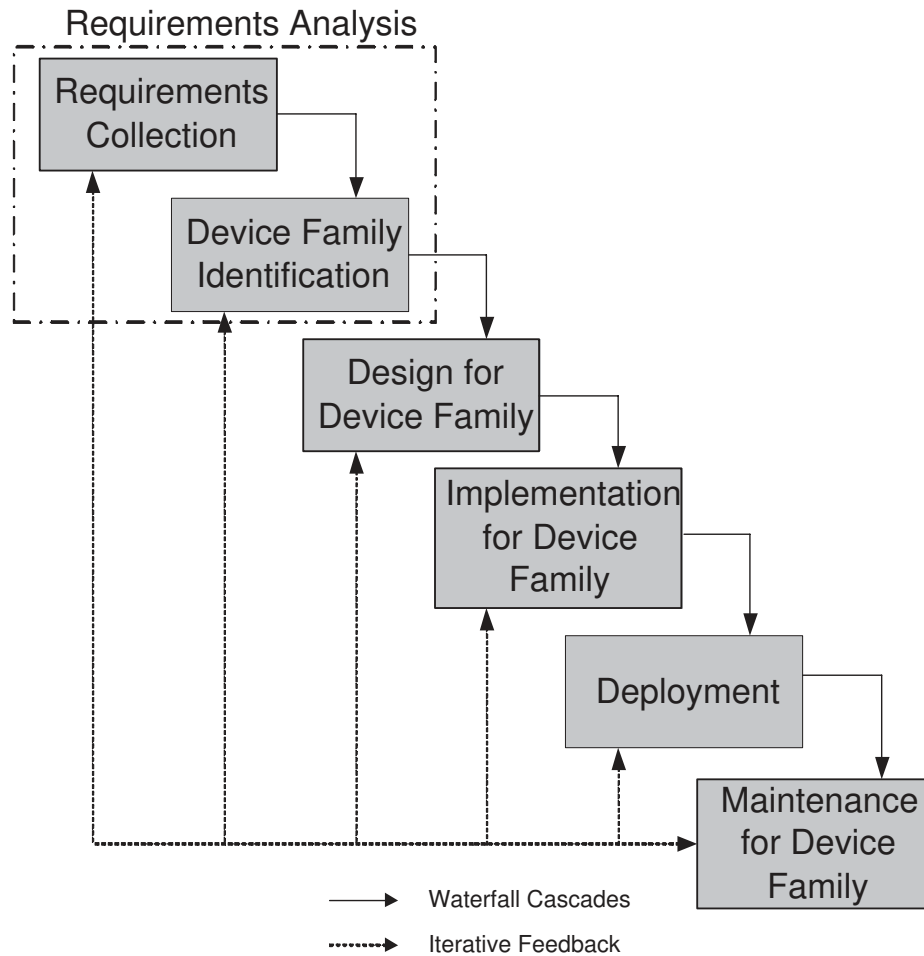 Requirements Analysis
Requirements
Collection
Device Family
Identification
Design for
Device Family
Implementation
for Device
Family
Deployment
Maintenance
for Device
Family
Waterfall Cascades
Iterative Feedback